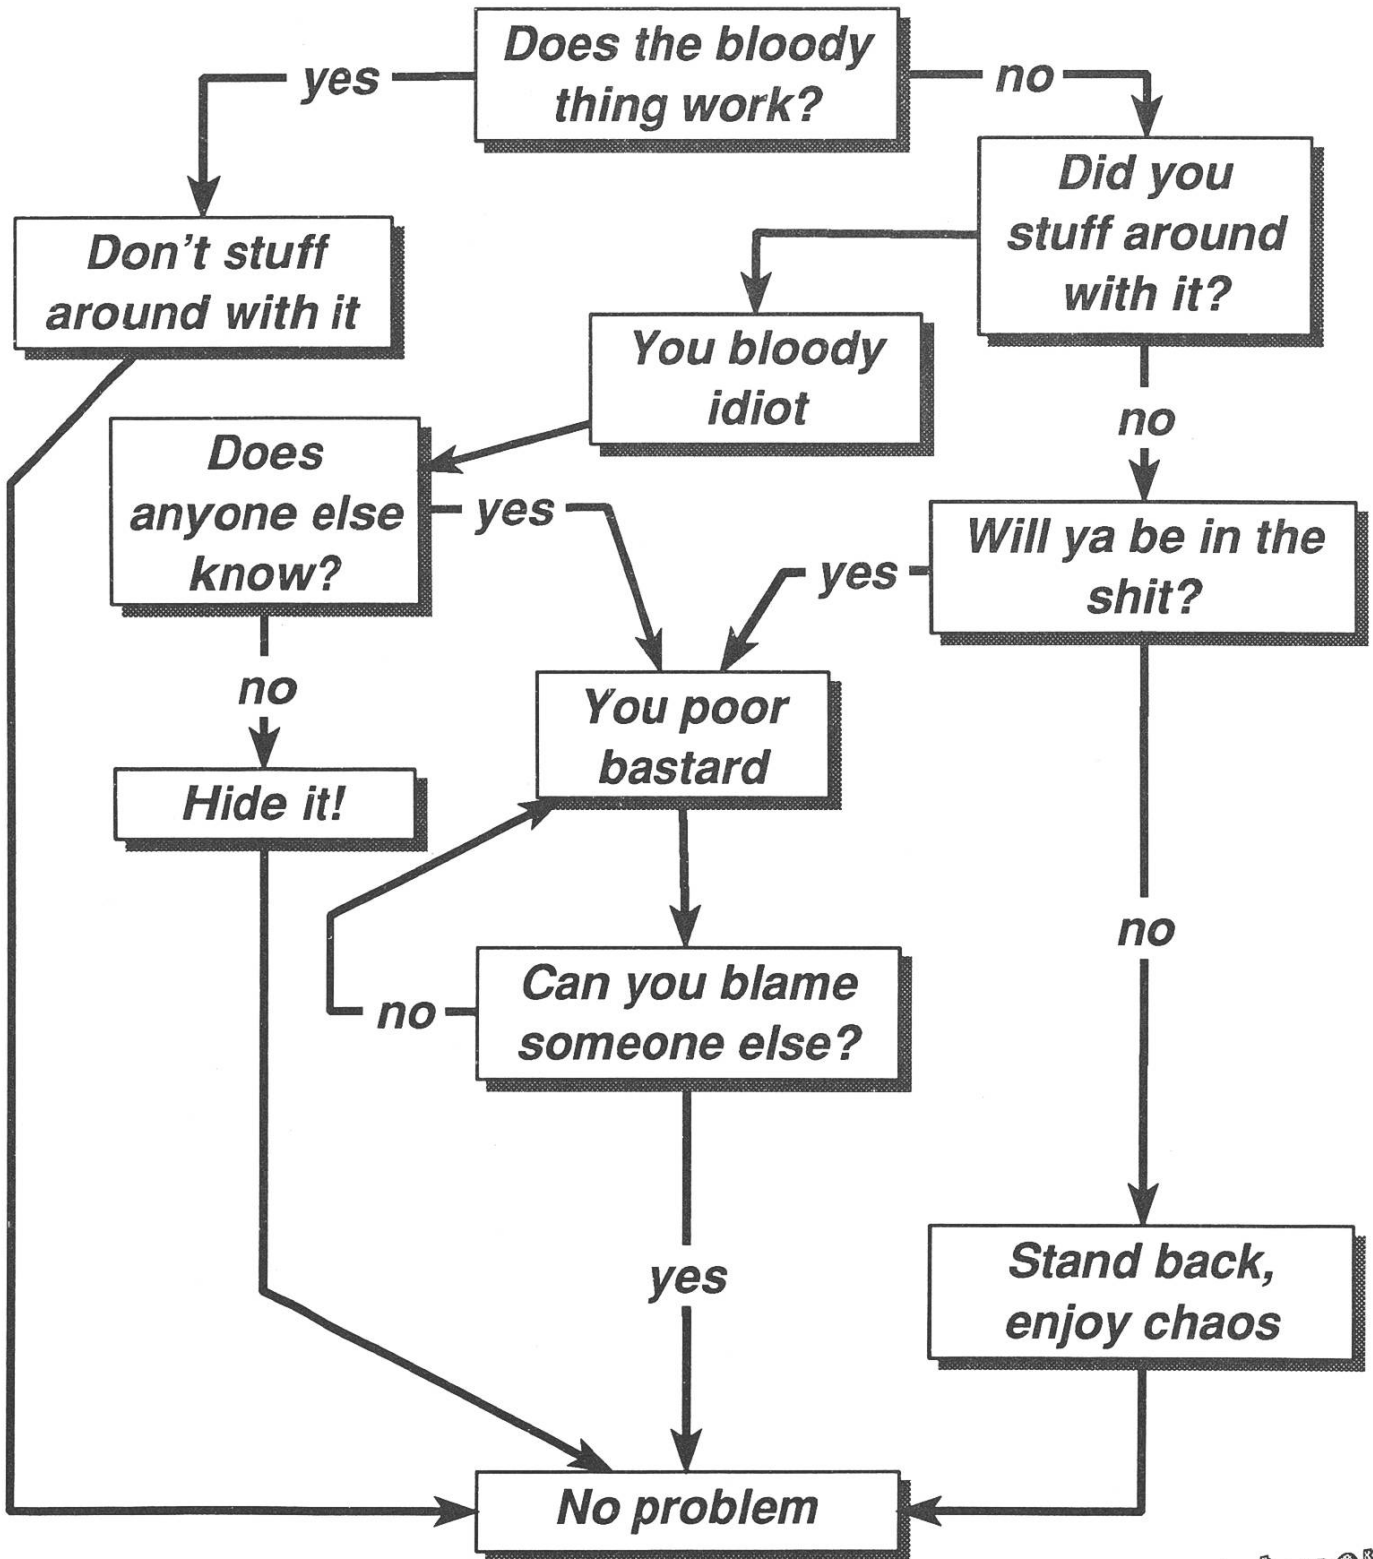 Does the bloody
thing work?
yes
no
Did you
stuff around
with it?
Don't stuff
around with it
You bloody
idiot
no
Does
anyone else
know?
yes
Will ya be in the
shit?
yes
no
You poor
bastard
Hide it!
no
Can you blame
someone else?
no
yes
Stand back,
enjoy chaos
No problem